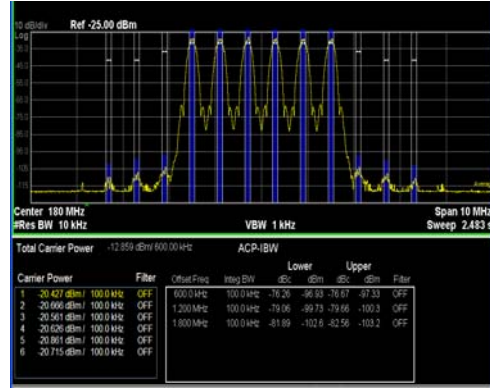 10 dB/div Ref -25.00 dBm
Log
Center 180 MHz Span 10 MHz
#Res BW 10 kHz VBW 1 kHz Sweep 2.483 s
Total Carrier Power -12.859 dBm/ 600.00 kHz ACP-IBW
Lower Upper
Carrier Power Filter Offset Freq Integ BW dBc dBm dBc dBm Filter
1 -20.427 dBm / 100.0 kHz OFF 600.0 kHz 100.0 kHz -76.26 -96.93 -76.67 -97.33 OFF
2 -20.666 dBm / 100.0 kHz OFF 1.200 MHz 100.0 kHz -79.06 -99.73 -79.66 -100.3 OFF
3 -20.561 dBm / 100.0 kHz OFF 1.800 MHz 100.0 kHz -81.89 -102.6 -82.56 -103.2 OFF
4 -20.626 dBm / 100.0 kHz OFF
5 -20.861 dBm / 100.0 kHz OFF
6 -20.715 dBm / 100.0 kHz OFF